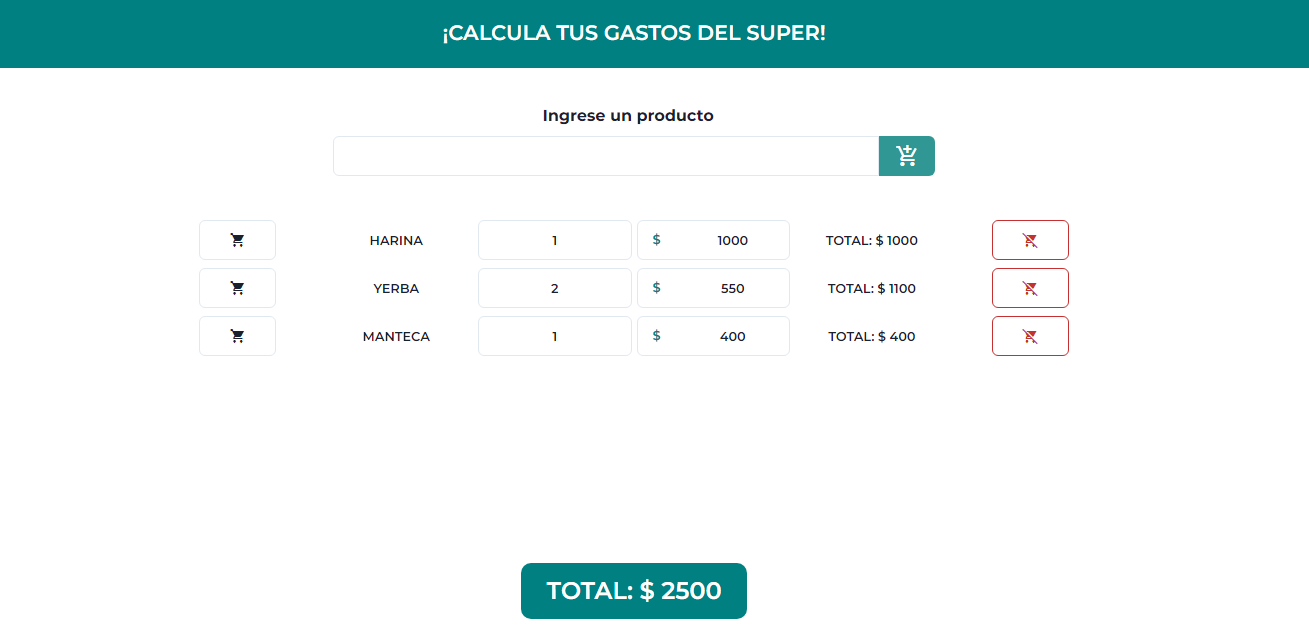 ¡CALCULA TUS GASTOS DEL SUPER!
Ingrese un producto
HARINA 1 $ 1000 TOTAL: $ 1000
YERBA 2 $ 550 TOTAL: $ 1100
MANTECA 1 $ 400 TOTAL: $ 400
TOTAL: $ 2500